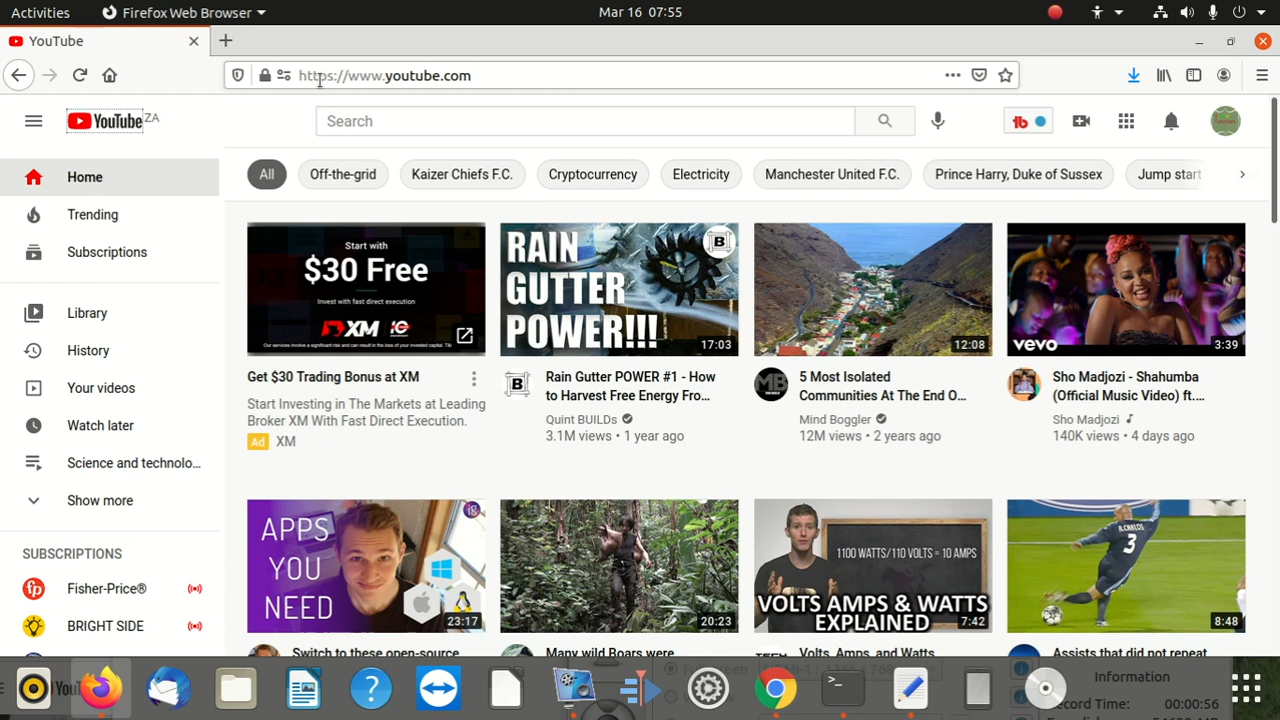 Activities Firefox Web Browser Mar 16 07:55
YouTube
https://www.youtube.com
YouTube ZA Search
Home
Trending
Subscriptions
Library
History
Your videos
Watch later
Science and technolo...
Show more
SUBSCRIPTIONS
Fisher-Price®
BRIGHT SIDE
All Off-the-grid Kaizer Chiefs F.C. Cryptocurrency Electricity Manchester United F.C. Prince Harry, Duke of Sussex Jump start
Start with
$30 Free
Invest with fast direct execution
XM 10
Get $30 Trading Bonus at XM
Start Investing in The Markets at Leading
Broker XM With Fast Direct Execution.
Ad XM
RAIN
GUTTER
POWER!!!
B
17:03
B
Rain Gutter POWER #1 - How
to Harvest Free Energy Fro...
Quint BUILDs
3.1M views • 1 year ago
12:08
MB
5 Most Isolated
Communities At The End O...
Mind Boggler
12M views • 2 years ago
vevo
3:39
Sho Madjozi - Shahumba
(Official Music Video) ft....
Sho Madjozi
140K views • 4 days ago
APPS
YOU
NEED
23:17
Switch to these open-source
20:23
Many wild Boars were
1100 WATTS/110 VOLTS = 10 AMPS
VOLTS AMPS & WATTS
EXPLAINED
7:42
Volts, Amps, and Watts
R.CARLOS
3
8:48
Assists that did not repeat
Information
Record Time: 00:00:56